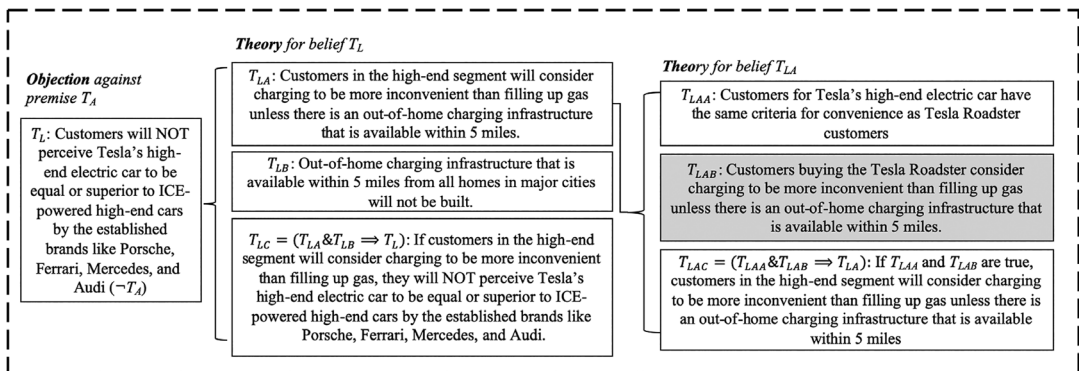 Objection against
premise T_A
T_L: Customers will NOT
perceive Tesla's high-
end electric car to be
equal or superior to ICE-
powered high-end cars
by the established
brands like Porsche,
Ferrari, Mercedes, and
Audi (¬T_A)
Theory for belief T_L
T_LA: Customers in the high-end segment will consider
charging to be more inconvenient than filling up gas
unless there is an out-of-home charging infrastructure
that is available within 5 miles.
T_LB: Out-of-home charging infrastructure that is
available within 5 miles from all homes in major cities
will not be built.
T_LC = (T_LA&T_LB ⟹ T_L): If customers in the high-end
segment will consider charging to be more inconvenient
than filling up gas, they will NOT perceive Tesla's
high-end electric car to be equal or superior to ICE-
powered high-end cars by the established brands like
Porsche, Ferrari, Mercedes, and Audi.
Theory for belief T_LA
T_LAA: Customers for Tesla's high-end electric car have
the same criteria for convenience as Tesla Roadster
customers
T_LAB: Customers buying the Tesla Roadster consider
charging to be more inconvenient than filling up gas
unless there is an out-of-home charging infrastructure that
is available within 5 miles.
T_LAC = (T_LAA&T_LAB ⟹ T_LA): If T_LAA and T_LAB are true,
customers in the high-end segment will consider charging
to be more inconvenient than filling up gas unless there is
an out-of-home charging infrastructure that is available
within 5 miles